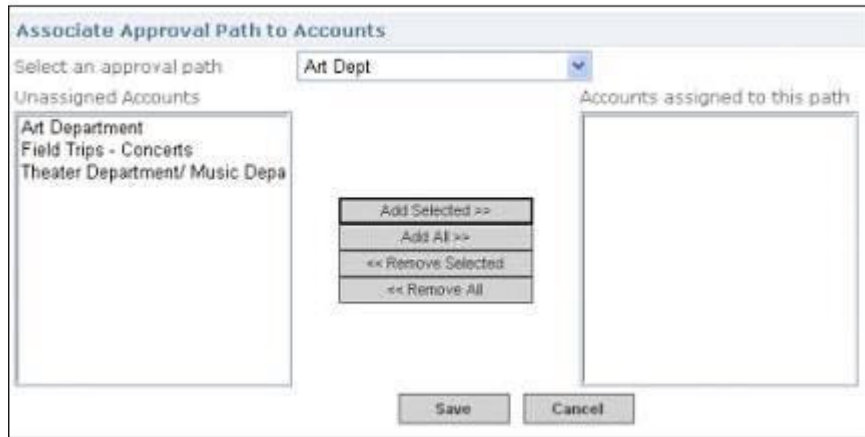 Associate Approval Path to Accounts
Select an approval path
Art Dept
Unassigned Accounts
Accounts assigned to this path
Art Department
Field Trips - Concerts
Theater Department/ Music Depa
Add Selected >>
Add All >>
<< Remove Selected
<< Remove All
Save
Cancel